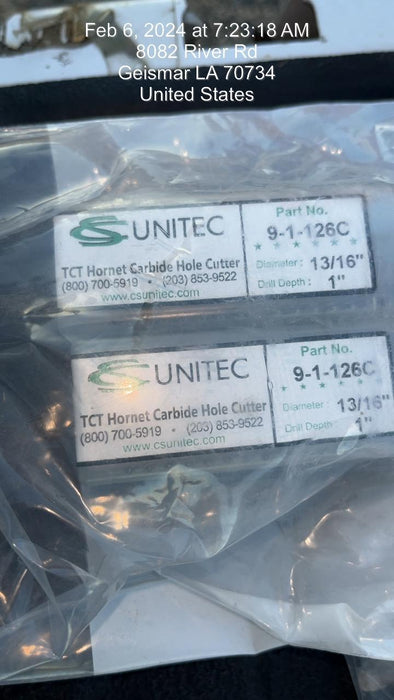 Feb 6, 2024 at 7:23:18 AM
8082 River Rd
Geismar LA 70734
United States
CS UNITEC
TCT Hornet Carbide Hole Cutter
(800) 700-5919 • (203) 853-9522
www.csunitec.com
Part No.
9-1-126C
★ ★ ★ ★ ★ ★
Diameter : 13/16"
Drill Depth : 1"
CS UNITEC
TCT Hornet Carbide Hole Cutter
(800) 700-5919 • (203) 853-9522
www.csunitec.com
Part No.
9-1-126C
★ ★ ★ ★ ★ ★
Diameter : 13/16"
Drill Depth : 1"